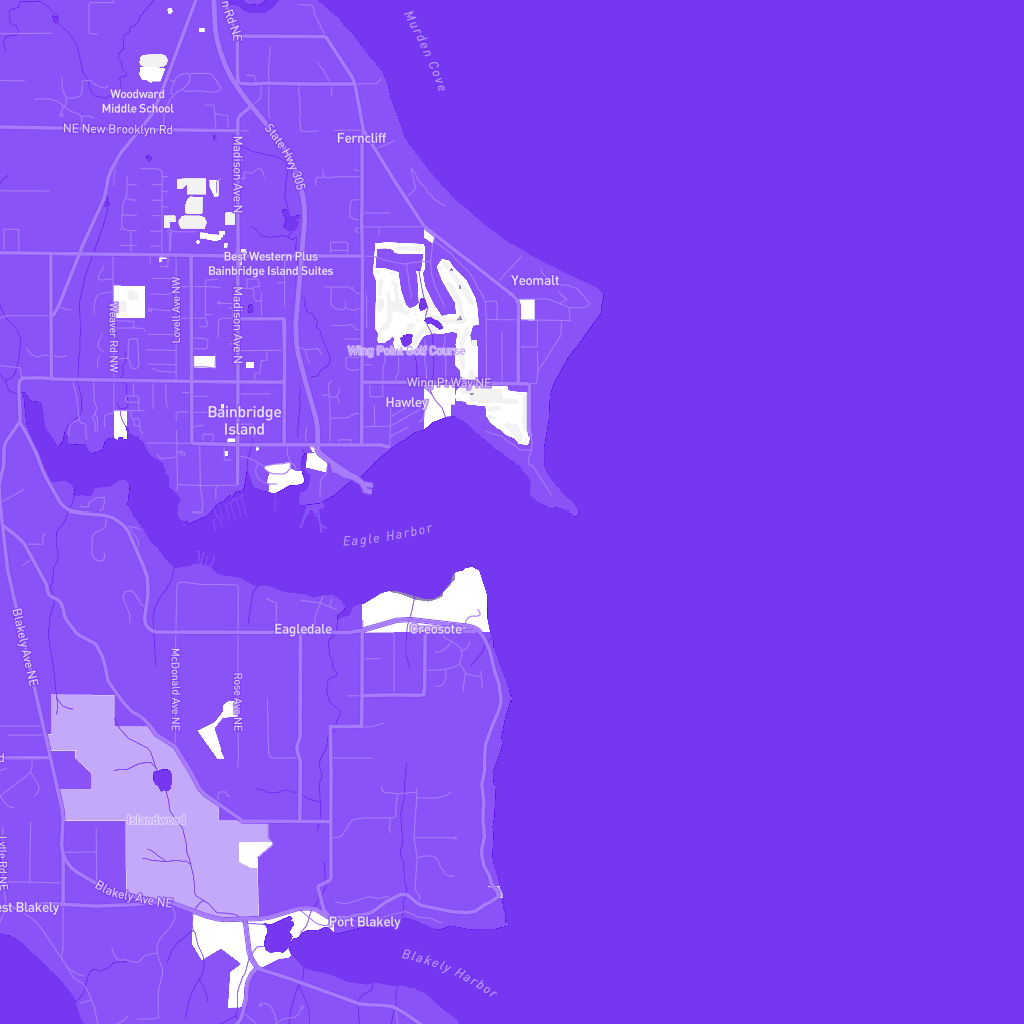 n Rd NE
Murden Cove
Woodward
Middle School
NE New Brooklyn Rd
State Hwy 305
Ferncliff
Madison Ave N
Best Western Plus
Bainbridge Island Suites
Yeomalt
Weaver Rd NW
Lovell Ave NW
Madison Ave N
Wing Point Golf Course
Wing Pt Way NE
Hawley
Bainbridge
Island
Eagle Harbor
Eagledale
Creosote
Blakely Ave NE
McDonald Ave NE
Rose Ave NE
d
Islandwood
Lytle Rd NE
Blakely Ave NE
est Blakely
Port Blakely
Blakely Harbor